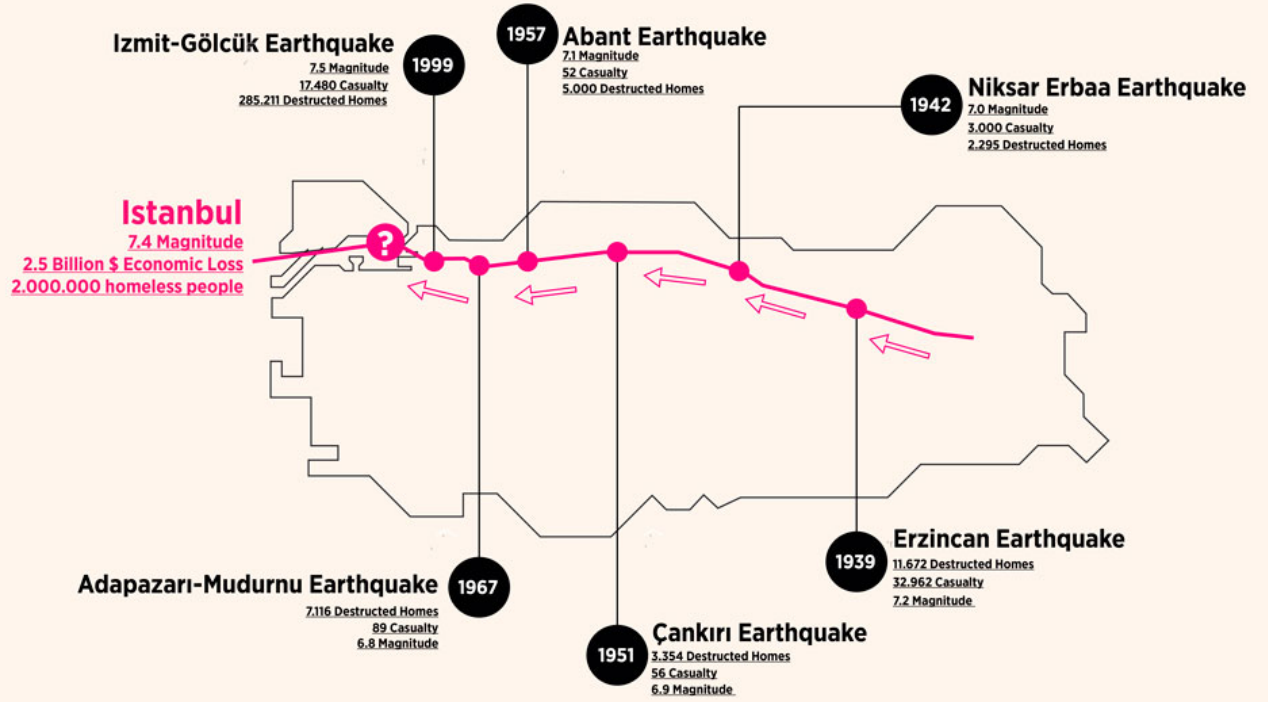 Izmit-Gölcük Earthquake
7.5 Magnitude
17.480 Casualty
285.211 Destructed Homes
1999
1957
Abant Earthquake
7.1 Magnitude
52 Casualty
5.000 Destructed Homes
1942
Niksar Erbaa Earthquake
7.0 Magnitude
3.000 Casualty
2.295 Destructed Homes
Istanbul
7.4 Magnitude
2.5 Billion $ Economic Loss
2.000.000 homeless people
?
Adapazarı-Mudurnu Earthquake
7.116 Destructed Homes
89 Casualty
6.8 Magnitude
1967
1951
Çankırı Earthquake
3.354 Destructed Homes
56 Casualty
6.9 Magnitude
1939
Erzincan Earthquake
11.672 Destructed Homes
32.962 Casualty
7.2 Magnitude